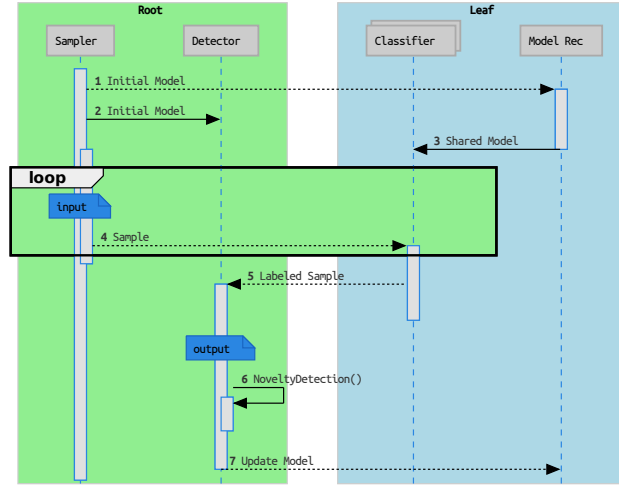 Root
Leaf
Sampler
Detector
Classifier
Model Rec
1 Initial Model
2 Initial Model
3 Shared Model
loop
input
4 Sample
5 Labeled Sample
output
6 NoveltyDetection()
7 Update Model